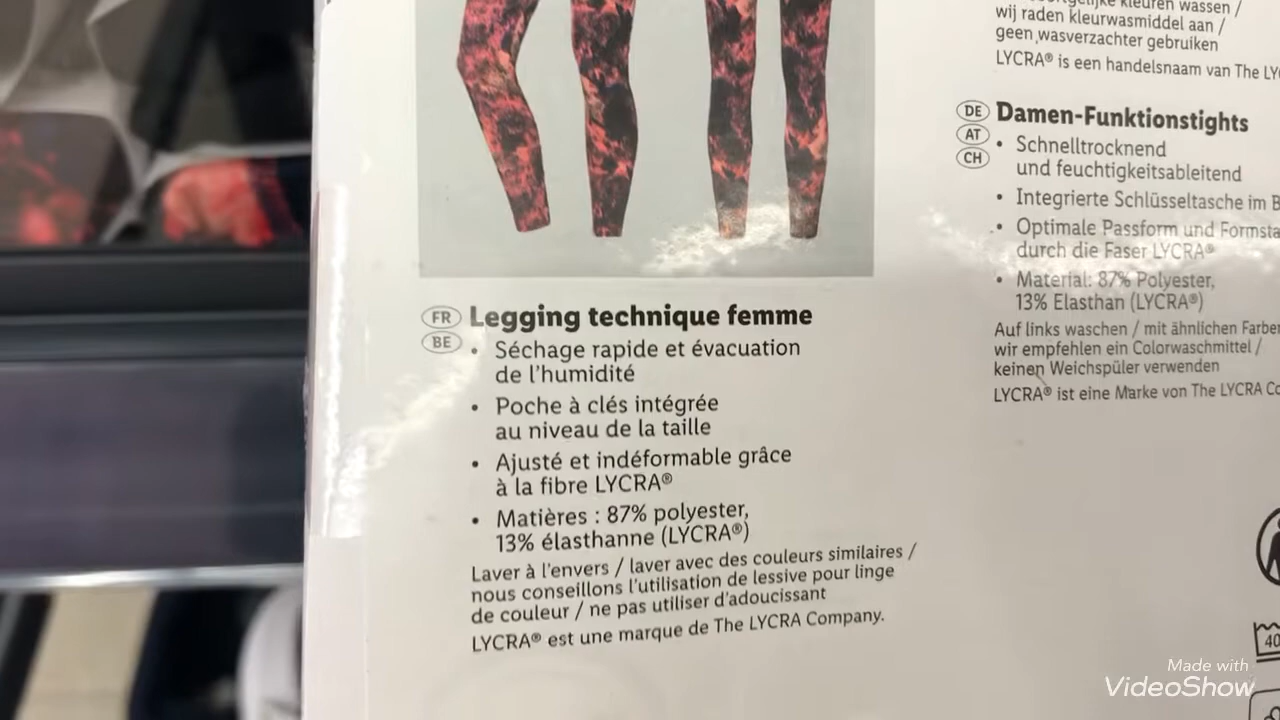 kleuren wassen /
wij raden kleurwasmiddel aan /
geen wasverzachter gebruiken
LYCRA® is een handelsnaam van The
DE
AT
CH
Damen-Funktionstights
• Schnelltrocknend
und feuchtigkeitsableitend
• Integrierte Schlüsseltasche im
• Optimale Passform und
durch die Faser LYCRA®
• Material: 87% Polyester,
13% Elasthan (LYCRA®)
Auf links waschen / mit ähnlichen
wir empfehlen ein Colorwaschmittel /
keinen Weichspüler verwenden
LYCRA® ist eine Marke von The LYCRA
FR
BE
Legging technique femme
• Séchage rapide et évacuation
de l'humidité
• Poche à clés intégrée
au niveau de la taille
• Ajusté et indéformable grâce
à la fibre LYCRA®
• Matières : 87% polyester,
13% élasthanne (LYCRA®)
Laver à l'envers / laver avec des couleurs similaires /
nous conseillons l'utilisation de lessive pour linge
de couleur / ne pas utiliser d'adoucissant
LYCRA® est une marque de The LYCRA Company.
40
Made with
VideoShow